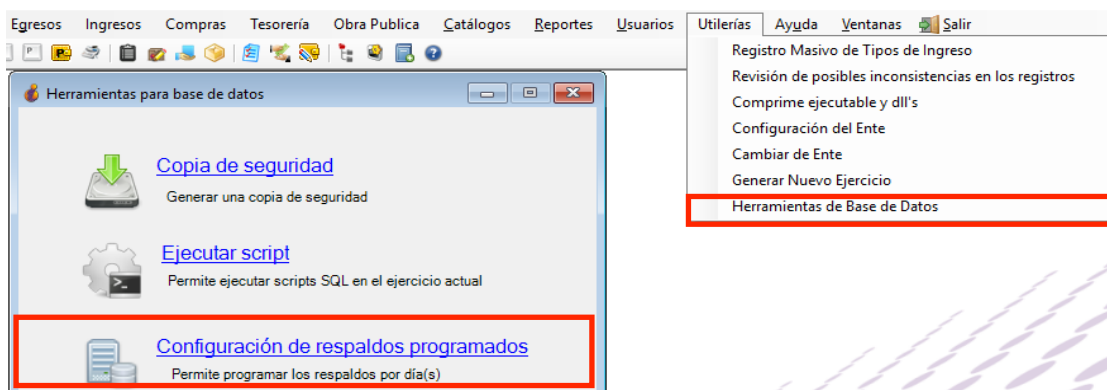 Egresos Ingresos Compras Tesorería Obra Publica Catálogos Reportes Usuarios Utilerías Ayuda Ventanas Salir
Registro Masivo de Tipos de Ingreso
Revisión de posibles inconsistencias en los registros
Comprime ejecutable y dll's
Configuración del Ente
Cambiar de Ente
Generar Nuevo Ejercicio
Herramientas de Base de Datos
Herramientas para base de datos
Copia de seguridad
Generar una copia de seguridad
Ejecutar script
Permite ejecutar scripts SQL en el ejercicio actual
Configuración de respaldos programados
Permite programar los respaldos por día(s)